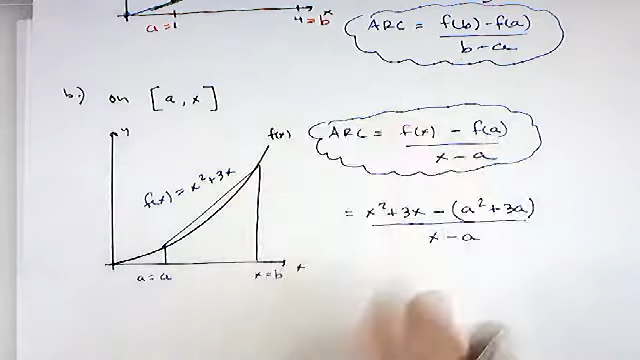 x
a = 1
4 = b
ARC = f(b) - f(a)
b - a
b.) on [a, x]
y
f(x)
f(x) = x² + 3x
a = a
x = b
x
ARC = f(x) - f(a)
x - a
= x² + 3x - (a² + 3a)
x - a